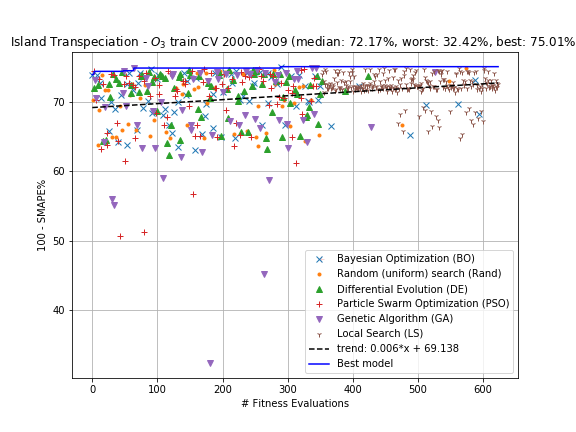 Island Transpeciation - O3 train CV 2000-2009 (median: 72.17%, worst: 32.42%, best: 75.01%
100 - SMAPE%
70
60
50
40
0 100 200 300 400 500 600
# Fitness Evaluations
Bayesian Optimization (BO)
Random (uniform) search (Rand)
Differential Evolution (DE)
Particle Swarm Optimization (PSO)
Genetic Algorithm (GA)
Local Search (LS)
trend: 0.006*x + 69.138
Best model